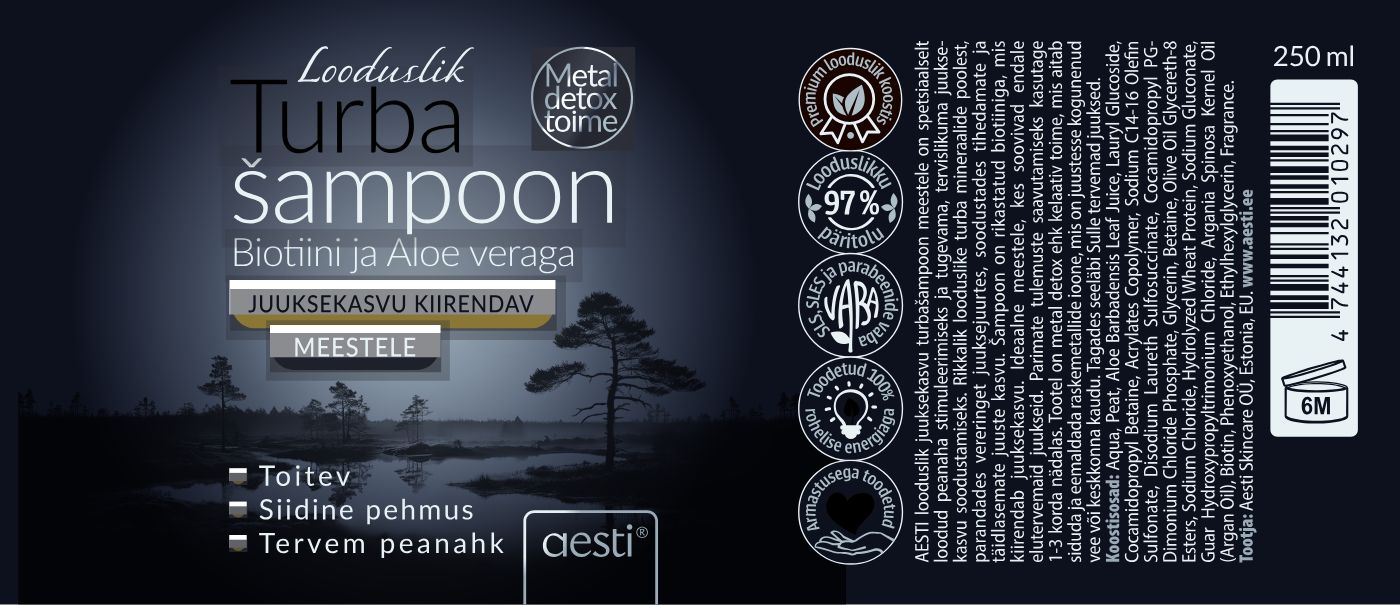 Looduslik
Turba
šampoon
Biotiini ja Aloe veraga
JUUKSEKASVU KIIRENDAV
MEESTELE
Metal
detox
toime
Toitev
Siidine pehmus
Tervem peanahk
aesti®
Premium looduslik koostis
Looduslikku
97 %
päritolu
SLS, SLES ja parabeenide vaba
VABA
Toodetud 100%
rohelise energiaga
Armastusega toodetud
AESTI looduslik juuksekasvu turbašampoon meestele on spetsiaalselt
loodud peanaha stimuleerimiseks ja tugevama, tervislikuma juukse-
kasvu soodustamiseks. Rikkalik looduslike turba mineraalide poolest,
parandades vereringet juuksejuurtes, soodustades tihedamate ja
täidlasemate juuste kasvu. Šampoon on rikastatud biotiiniga, mis
kiirendab juuksekasvu. Ideaalne meestele, kes soovivad endale
elutervemaid juukseid. Parimate tulemuste saavutamiseks kasutage
1-3 korda nädalas. Tootel on metal detox ehk kelaativ toime, mis aitab
siduda ja eemaldada raskemetallide ioone, mis on juustesse kogunenud
vee või keskkonna kaudu. Tagades seeläbi Sulle tervemad juuksed.
Koostisosad: Aqua, Peat, Aloe Barbadensis Leaf Juice, Lauryl Glucoside,
Cocamidopropyl Betaine, Acrylates Copolymer, Sodium C14-16 Olefin
Sulfonate, Disodium Laureth Sulfosuccinate, Cocamidopropyl PG-
Dimonium Chloride Phosphate, Glycerin, Betaine, Olive Oil Glycereth-8
Esters, Sodium Chloride, Hydrolyzed Wheat Protein, Sodium Gluconate,
Guar Hydroxypropyltrimonium Chloride, Argania Spinosa Kernel Oil
(Argan Oil), Biotin, Phenoxyethanol, Ethylhexylglycerin, Fragrance.
Tootja: Aesti Skincare OÜ, Estonia, EU. www.aesti.ee
250 ml
4 744132 010297
6M